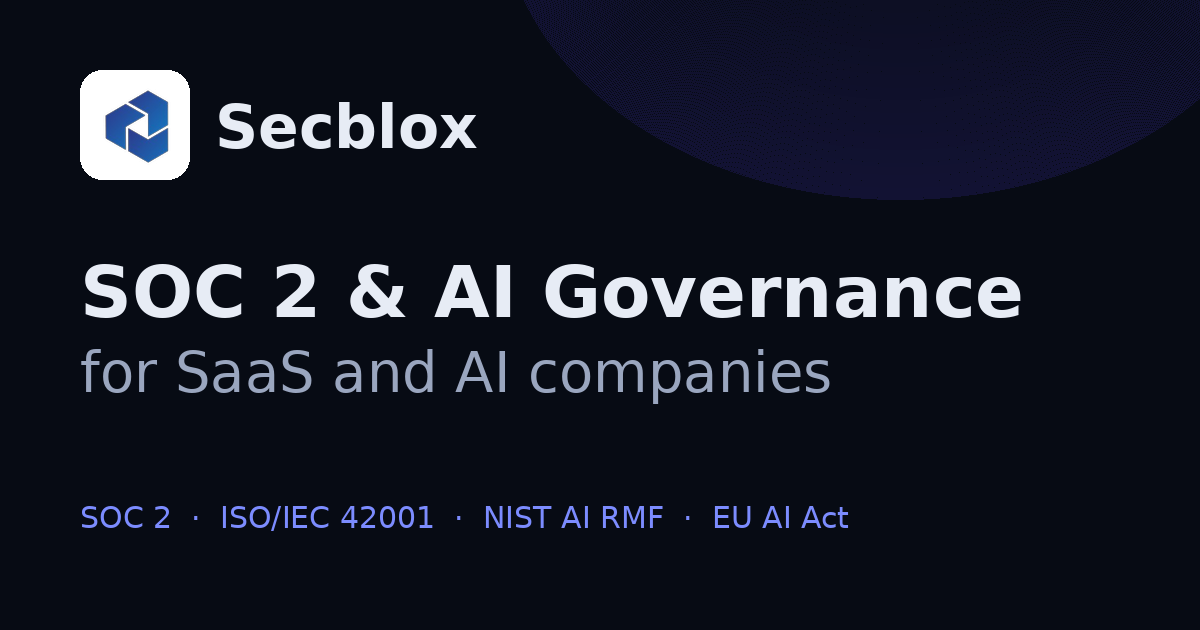 Secblox
SOC 2 & AI Governance
for SaaS and AI companies
SOC 2 · ISO/IEC 42001 · NIST AI RMF · EU AI Act